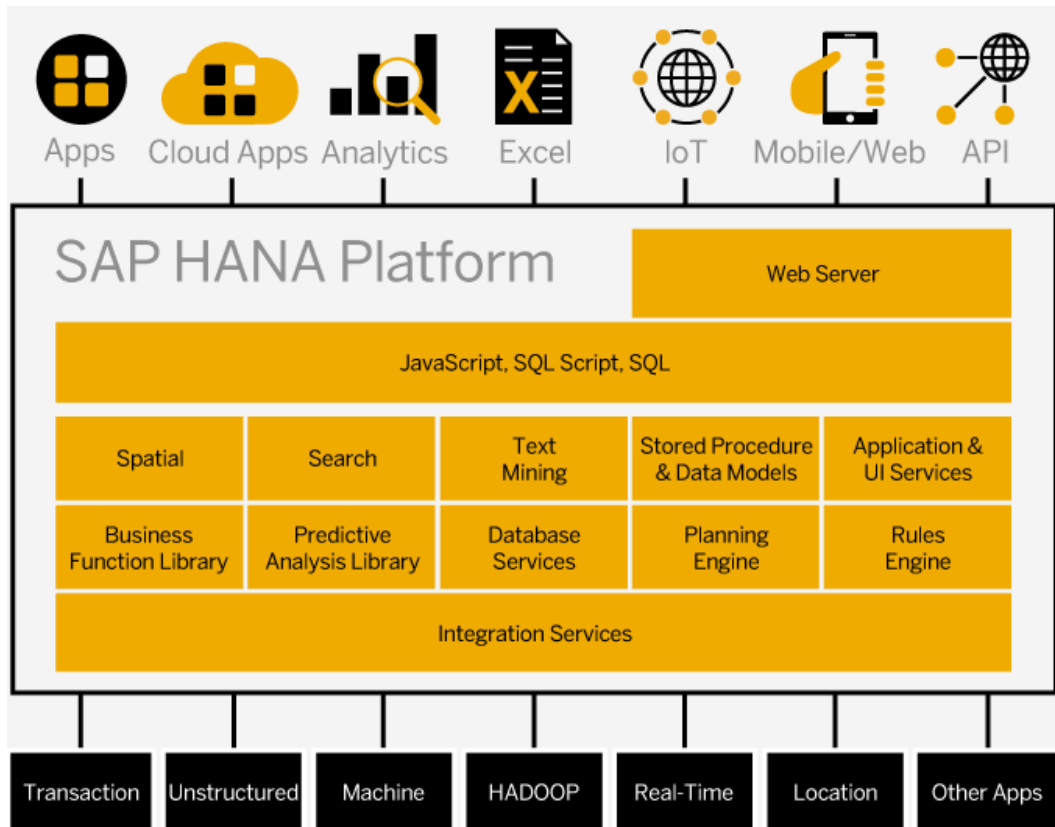 Apps
Cloud Apps
Analytics
Excel
IoT
Mobile/Web
API
SAP HANA Platform
Web Server
JavaScript, SQL Script, SQL
Spatial
Search
Text
Mining
Stored Procedure
& Data Models
Application &
UI Services
Business
Function Library
Predictive
Analysis Library
Database
Services
Planning
Engine
Rules
Engine
Integration Services
Transaction
Unstructured
Machine
HADOOP
Real-Time
Location
Other Apps